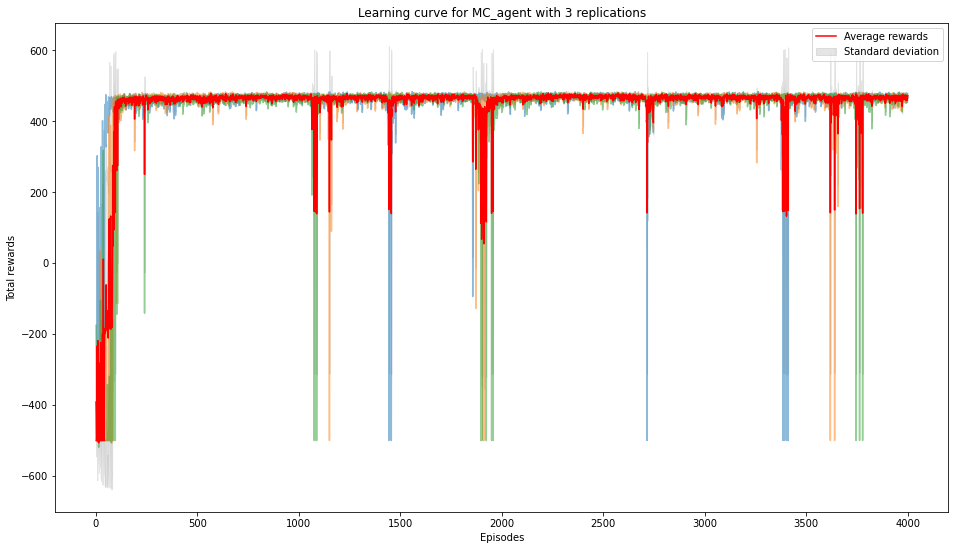 Learning curve for MC_agent with 3 replications
Average rewards
Standard deviation
600
400
200
0
−200
−400
−600
Total rewards
0 500 1000 1500 2000 2500 3000 3500 4000
Episodes